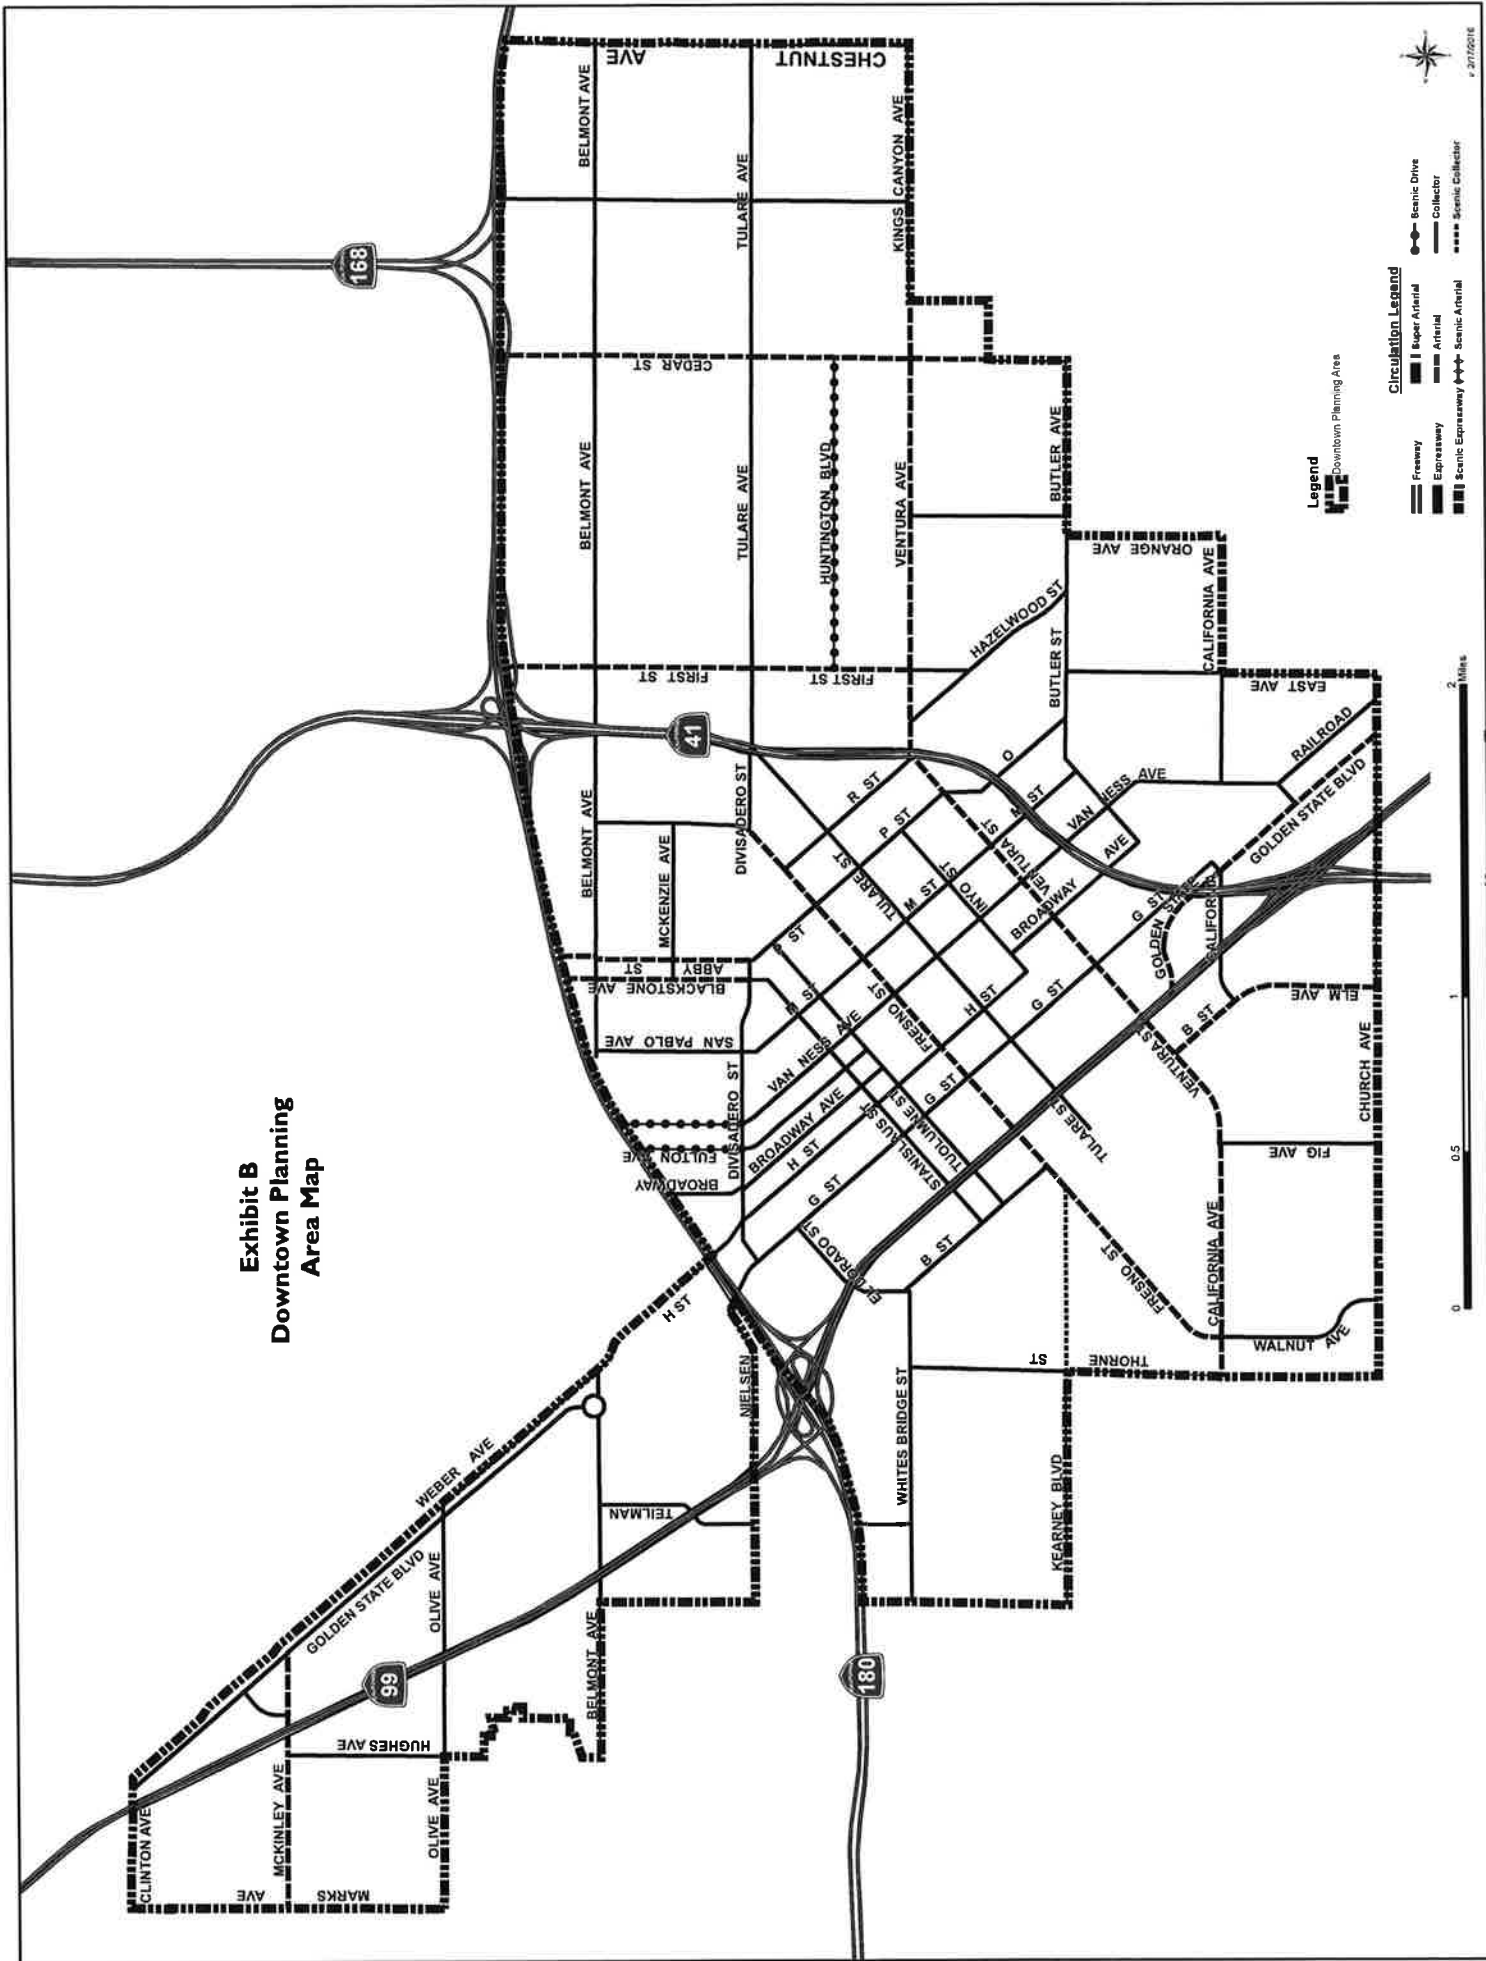 Exhibit B
Downtown Planning
Area Map
168
41
99
180
CHESTNUT
AVE
BELMONT AVE
TULARE AVE
KINGS CANYON AVE
CEDAR ST
BELMONT AVE
TULARE AVE
HUNTINGTON BLVD
VENTURA AVE
BUTLER AVE
ORANGE AVE
CALIFORNIA AVE
HAZELWOOD ST
BUTLER ST
FIRST ST
FIRST ST
EAST AVE
RAILROAD
GOLDEN STATE BLVD
VAN NESS AVE
O
BELMONT AVE
MCKENZIE AVE
DIVISADERO ST
R ST
P ST
TULARE ST
M ST
INYO ST
VENTURA ST
BROADWAY AVE
G ST
GOLDEN STATE
CALIFORNIA
ABBY ST
BLACKSTONE AVE
SAN PABLO AVE
VAN NESS AVE
FRESNO ST
H ST
G ST
B ST
ELM AVE
VENTURA ST
CHURCH AVE
FIG AVE
DIVISADERO ST
FULTON
BROADWAY
BROADWAY AVE
H ST
G ST
G ST
STANISLAUS ST
TUOLUMNE ST
TULARE ST
EL DORADO ST
B ST
FRESNO ST
CALIFORNIA AVE
WALNUT AVE
THORNE ST
H ST
NIELSEN
WHITES BRIDGE ST
KEARNEY BLVD
WEBER AVE
GOLDEN STATE BLVD
TEILMAN
OLIVE AVE
BELMONT AVE
HUGHES AVE
OLIVE AVE
MCKINLEY AVE
CLINTON AVE
MARKS AVE
Legend
Downtown Planning Area
Circulation Legend
Freeway
Super Arterial
Scenic Drive
Expressway
Arterial
Collector
Scenic Expressway
Scenic Arterial
Scenic Collector
0 0.5 1 2
Miles